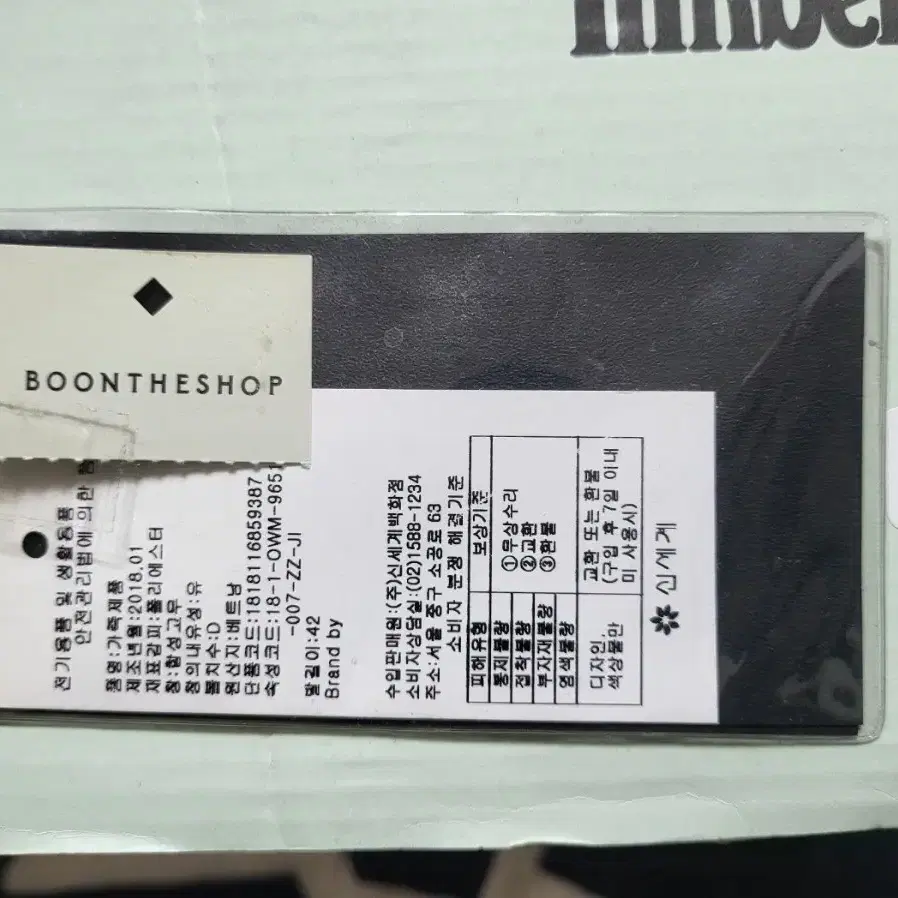 BOONTHESHOP
전기용품 및 생활용품
안전관리법에 의한
품명:가죽제품
제조년월:2018.01
재료겉감피:폴리에스터
창:합성고무
창의내유성:유
볼치수:D
원산지:베트남
단품코드:1818116859387
속성코드:18-1-OWM-9651
-007-ZZ-JI
발길이:42
Brand by
수입판매원:(주)신세계백화점
소비자상담실:(02)1588-1234
주소:서울 중구 소공로 63
소비자 분쟁 해결기준
피해유형 보상기준
봉제불량
접착불량
부자재불량
염색불량
①무상수리
②교환
③환불
디자인,
색상불만
교환 또는 환불
(구입 후 7일 이내
미 사용시)
신세계